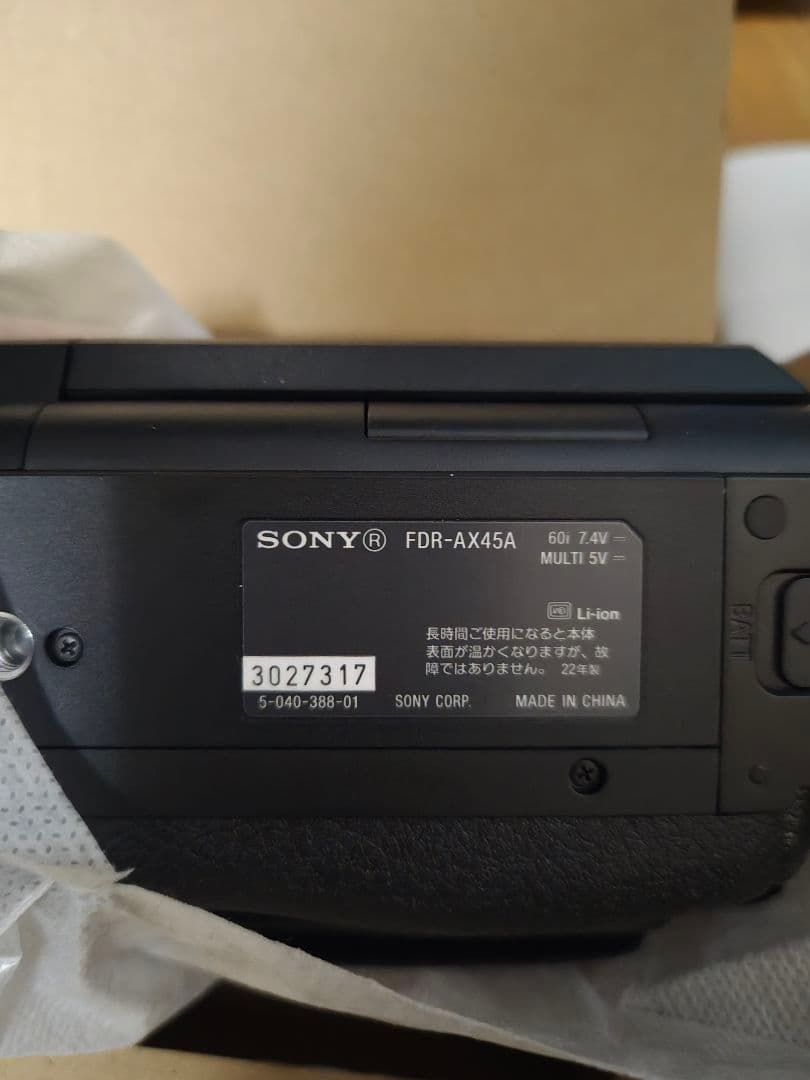 SONY® FDR-AX45A 60i 7.4V ⎓
MULTI 5V ⎓
Li-ion
長時間ご使用になると本体
表面が温かくなりますが、故
障ではありません。 22年製
3027317
5-040-388-01 SONY CORP. MADE IN CHINA
BATT